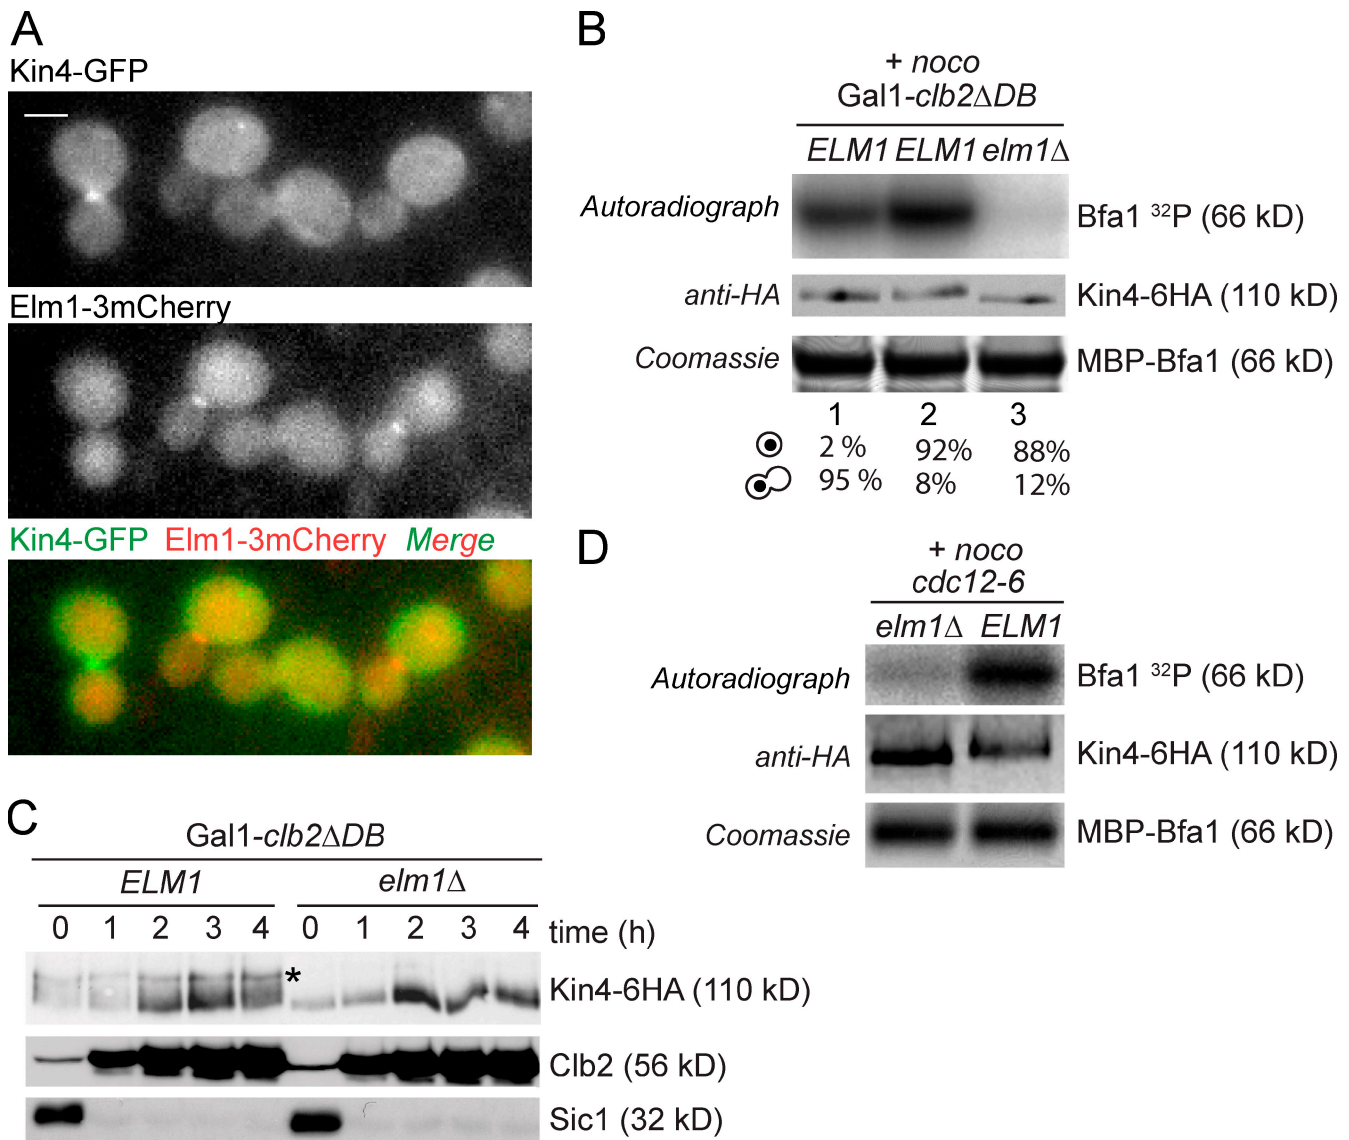 A
Kin4-GFP
Elm1-3mCherry
Kin4-GFP Elm1-3mCherry Merge
B
+ noco
Gal1-clb2ΔDB
ELM1 ELM1 elm1Δ
Autoradiograph
Bfa1 ³²P (66 kD)
anti-HA
Kin4-6HA (110 kD)
Coomassie
MBP-Bfa1 (66 kD)
1 2 3
2 % 92% 88%
95 % 8% 12%
C
Gal1-clb2ΔDB
ELM1 elm1Δ
0 1 2 3 4 0 1 2 3 4 time (h)
*
Kin4-6HA (110 kD)
Clb2 (56 kD)
Sic1 (32 kD)
D
+ noco
cdc12-6
elm1Δ ELM1
Autoradiograph
Bfa1 ³²P (66 kD)
anti-HA
Kin4-6HA (110 kD)
Coomassie
MBP-Bfa1 (66 kD)